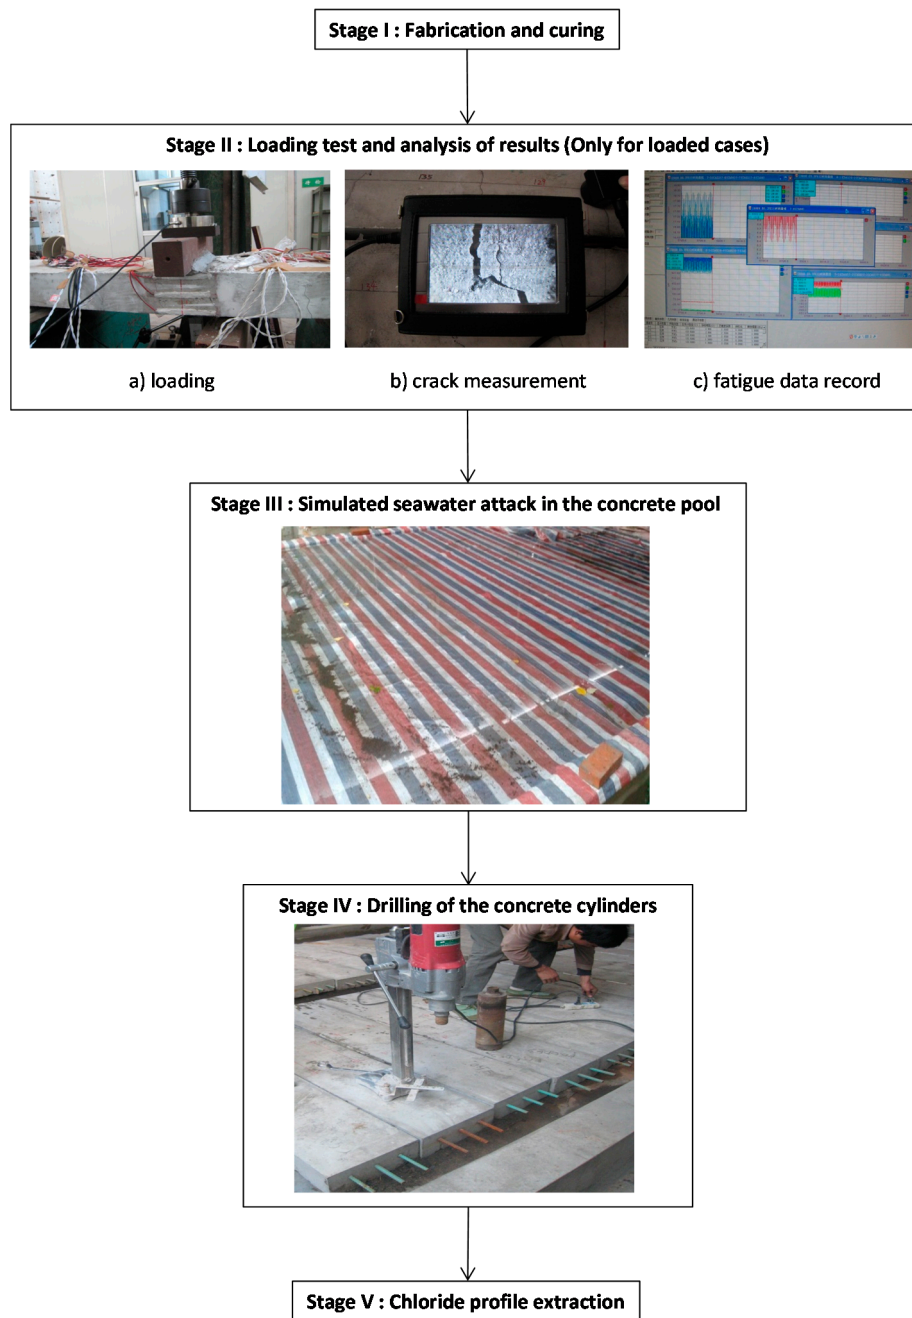 Stage I : Fabrication and curing
Stage II : Loading test and analysis of results (Only for loaded cases)
a) loading
b) crack measurement
c) fatigue data record
Stage III : Simulated seawater attack in the concrete pool
Stage IV : Drilling of the concrete cylinders
Stage V : Chloride profile extraction